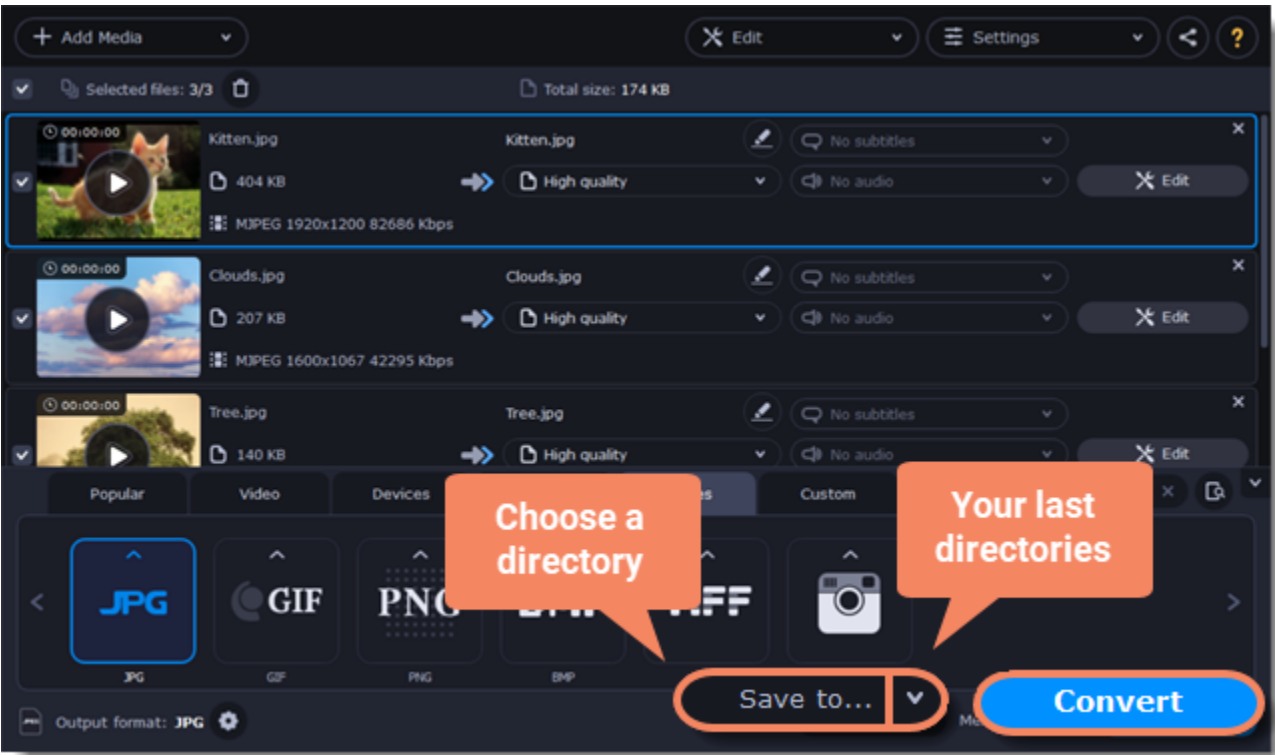 Add Media
Edit
Settings
?
Selected files: 3/3
Total size: 174 KB
00:00:00
Kitten.jpg
Kitten.jpg
No subtitles
404 KB
High quality
No audio
Edit
MJPEG 1920x1200 82686 Kbps
00:00:00
Clouds.jpg
Clouds.jpg
No subtitles
207 KB
High quality
No audio
Edit
MJPEG 1600x1067 42295 Kbps
00:00:00
Tree.jpg
Tree.jpg
No subtitles
140 KB
High quality
No audio
Edit
Popular
Video
Devices
Custom
Choose a
directory
Your last
directories
JPG
GIF
PNG
JPG
GIF
PNG
BMP
Save to...
Convert
Output format: JPG